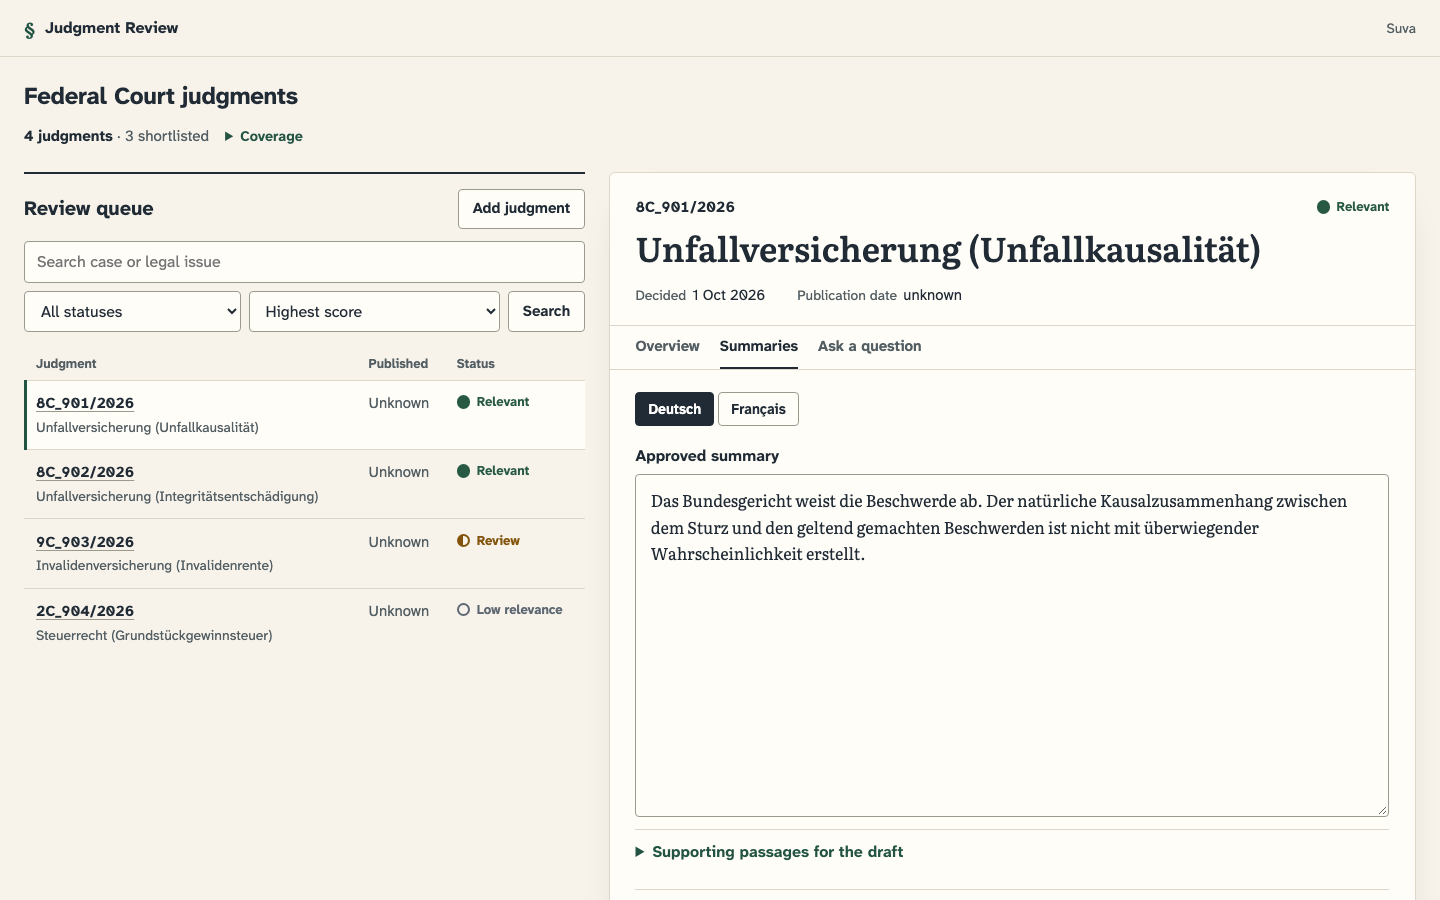 § Judgment Review
Suva
Federal Court judgments
4 judgments · 3 shortlisted ▶ Coverage
Review queue
Add judgment
Search case or legal issue
All statuses
Highest score
Search
Judgment Published Status
8C_901/2026 Unknown Relevant
Unfallversicherung (Unfallkausalität)
8C_902/2026 Unknown Relevant
Unfallversicherung (Integritätsentschädigung)
9C_903/2026 Unknown Review
Invalidenversicherung (Invalidenrente)
2C_904/2026 Unknown Low relevance
Steuerrecht (Grundstückgewinnsteuer)
8C_901/2026 Relevant
Unfallversicherung (Unfallkausalität)
Decided 1 Oct 2026 Publication date unknown
Overview Summaries Ask a question
Deutsch Français
Approved summary
Das Bundesgericht weist die Beschwerde ab. Der natürliche Kausalzusammenhang zwischen
dem Sturz und den geltend gemachten Beschwerden ist nicht mit überwiegender
Wahrscheinlichkeit erstellt.
▶ Supporting passages for the draft